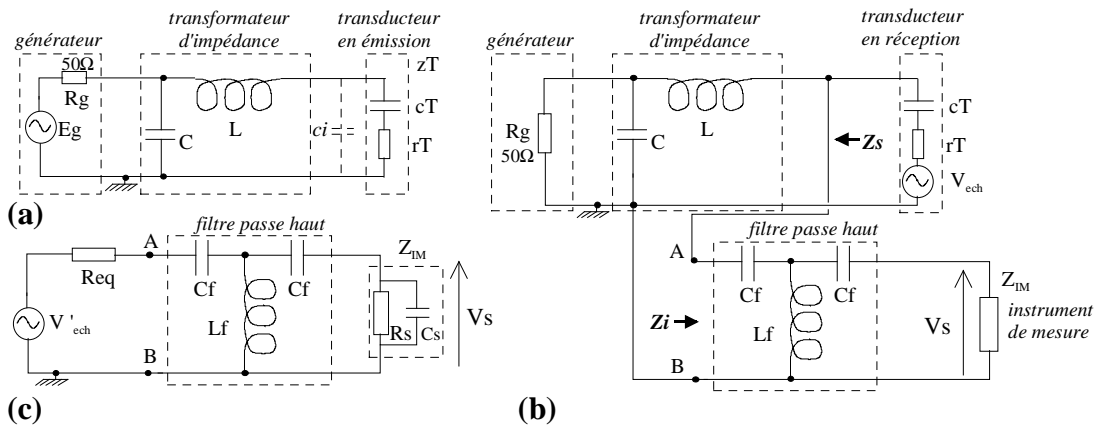 transformateur
d'impédance
transducteur
en émission
générateur
50Ω
Rg
Eg
C
L
ci
zT
cT
rT
(a)
transformateur
d'impédance
transducteur
en réception
générateur
Rg
50Ω
C
L
Zs
cT
rT
Vech
filtre passe haut
A
Cf
Cf
Lf
Zi
B
Vs
ZIM
instrument
de mesure
(b)
filtre passe haut
A
Req
Cf
Cf
ZIM
V'ech
Lf
Rs
Cs
Vs
B
(c)